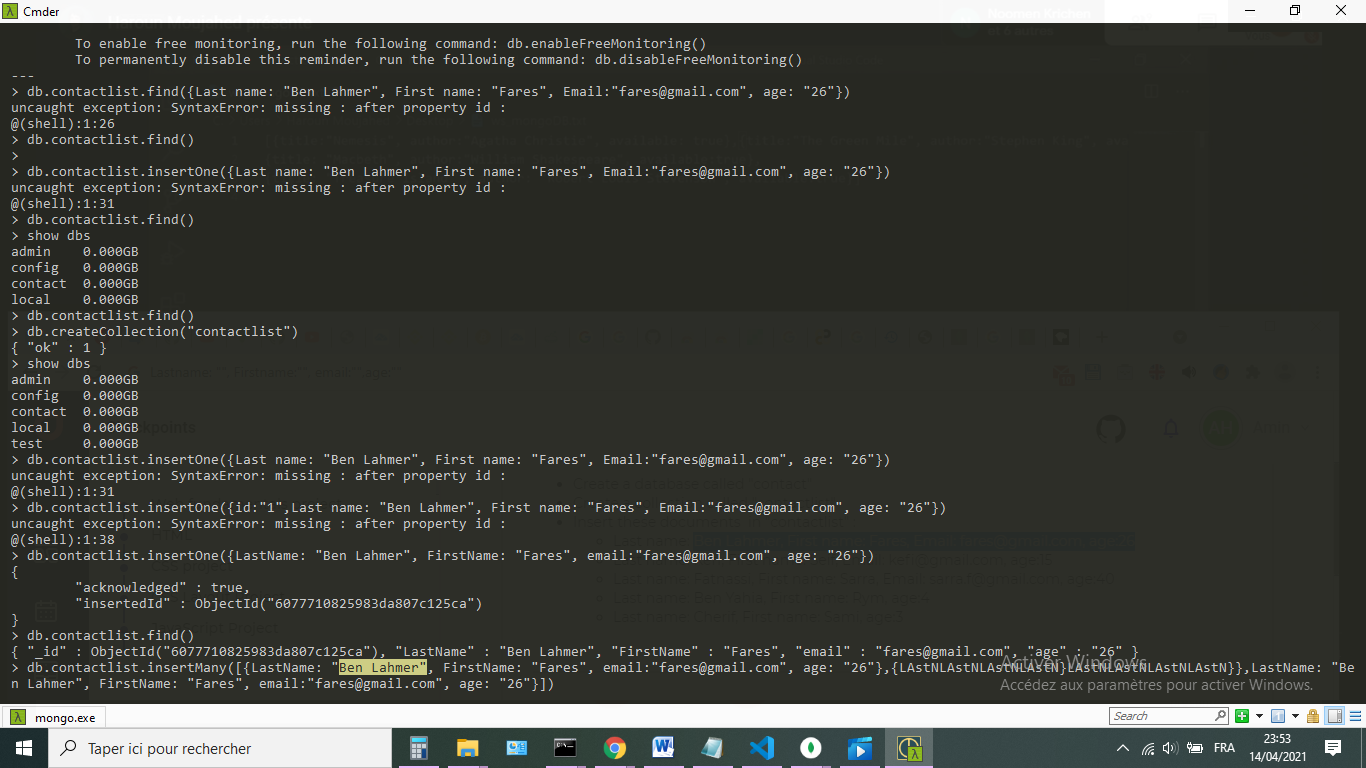 Cmder
To enable free monitoring, run the following command: db.enableFreeMonitoring()
To permanently disable this reminder, run the following command: db.disableFreeMonitoring()
---
> db.contactlist.find({Last name: "Ben Lahmer", First name: "Fares", Email:"fares@gmail.com", age: "26"})
uncaught exception: SyntaxError: missing : after property id :
@(shell):1:26
> db.contactlist.find()
>
> db.contactlist.insertOne({Last name: "Ben Lahmer", First name: "Fares", Email:"fares@gmail.com", age: "26"})
uncaught exception: SyntaxError: missing : after property id :
@(shell):1:31
> db.contactlist.find()
> show dbs
admin 0.000GB
config 0.000GB
contact 0.000GB
local 0.000GB
> db.contactlist.find()
> db.createCollection("contactlist")
{ "ok" : 1 }
> show dbs
admin 0.000GB
config 0.000GB
contact 0.000GB
local 0.000GB
test 0.000GB
> db.contactlist.insertOne({Last name: "Ben Lahmer", First name: "Fares", Email:"fares@gmail.com", age: "26"})
uncaught exception: SyntaxError: missing : after property id :
@(shell):1:31
> db.contactlist.insertOne({id:"1",Last name: "Ben Lahmer", First name: "Fares", Email:"fares@gmail.com", age: "26"})
uncaught exception: SyntaxError: missing : after property id :
@(shell):1:38
> db.contactlist.insertOne({LastName: "Ben Lahmer", FirstName: "Fares", email:"fares@gmail.com", age: "26"})
{
"acknowledged" : true,
"insertedId" : ObjectId("6077710825983da807c125ca")
}
> db.contactlist.find()
{ "_id" : ObjectId("6077710825983da807c125ca"), "LastName" : "Ben Lahmer", "FirstName" : "Fares", "email" : "fares@gmail.com", "age" : "26" }
> db.contactlist.insertMany([{LastName: "Ben Lahmer", FirstName: "Fares", email:"fares@gmail.com", age: "26"},{LAstNLAstNLAstNLAstN}LAstNLAstNLAstNLAstN}},LastName: "Be
n Lahmer", FirstName: "Fares", email:"fares@gmail.com", age: "26"}])
Activer Windows
Accédez aux paramètres pour activer Windows.
mongo.exe
Search
Taper ici pour rechercher
FRA
23:53
14/04/2021